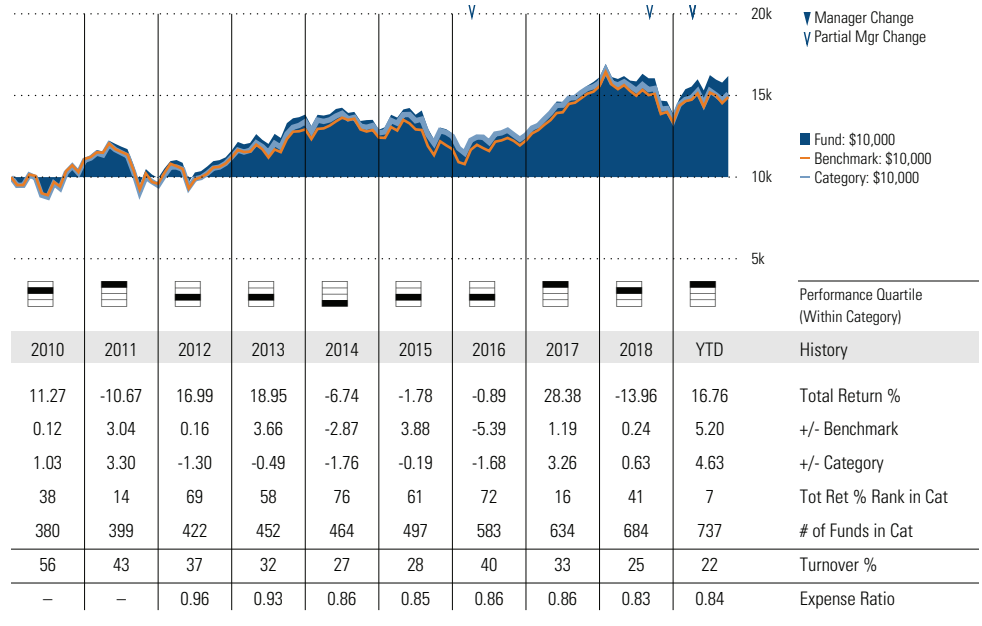 20k
15k
10k
5k
Manager Change
Partial Mgr Change
Fund: $10,000
Benchmark: $10,000
Category: $10,000
Performance Quartile
(Within Category)
2010 2011 2012 2013 2014 2015 2016 2017 2018 YTD History
11.27 -10.67 16.99 18.95 -6.74 -1.78 -0.89 28.38 -13.96 16.76 Total Return %
0.12 3.04 0.16 3.66 -2.87 3.88 -5.39 1.19 0.24 5.20 +/- Benchmark
1.03 3.30 -1.30 -0.49 -1.76 -0.19 -1.68 3.26 0.63 4.63 +/- Category
38 14 69 58 76 61 72 16 41 7 Tot Ret % Rank in Cat
380 399 422 452 464 497 583 634 684 737 # of Funds in Cat
56 43 37 32 27 28 40 33 25 22 Turnover %
– – 0.96 0.93 0.86 0.85 0.86 0.86 0.83 0.84 Expense Ratio